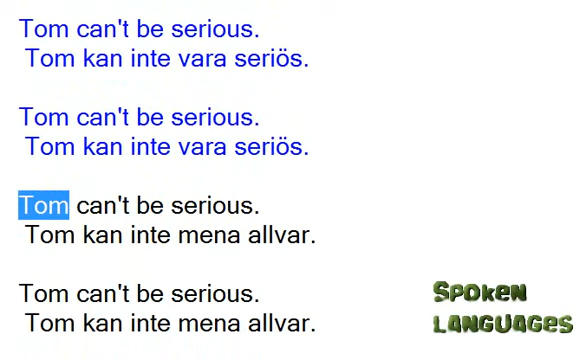 Tom can't be serious.
Tom kan inte vara seriös.
Tom can't be serious.
Tom kan inte vara seriös.
Tom can't be serious.
Tom kan inte mena allvar.
Tom can't be serious.
Tom kan inte mena allvar.
Spoken
Languages